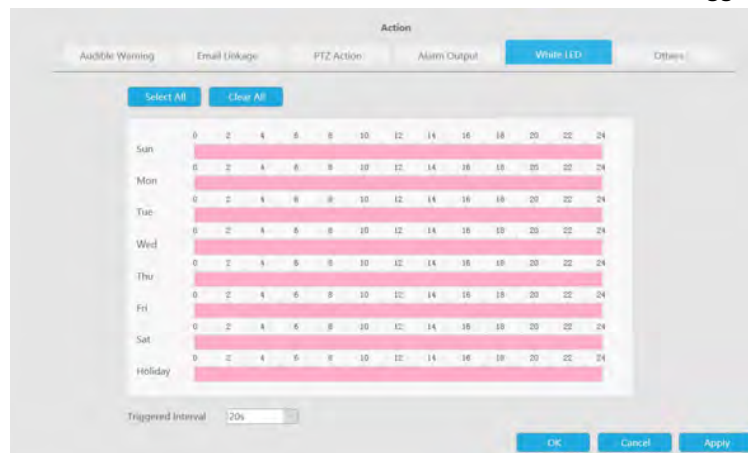 Action
Audible Warning Email Linkage PTZ Action Alarm Output White LED Others
Select All Clear All
0 2 4 6 8 10 12 14 16 18 20 22 24
Sun
0 2 4 6 8 10 12 14 16 18 20 22 24
Mon
0 2 4 6 8 10 12 14 16 18 20 22 24
Tue
0 2 4 6 8 10 12 14 16 18 20 22 24
Wed
0 2 4 6 8 10 12 14 16 18 20 22 24
Thu
0 2 4 6 8 10 12 14 16 18 20 22 24
Fri
0 2 4 6 8 10 12 14 16 18 20 22 24
Sat
0 2 4 6 8 10 12 14 16 18 20 22 24
Holiday
Triggered Interval 20s
OK Cancel Apply